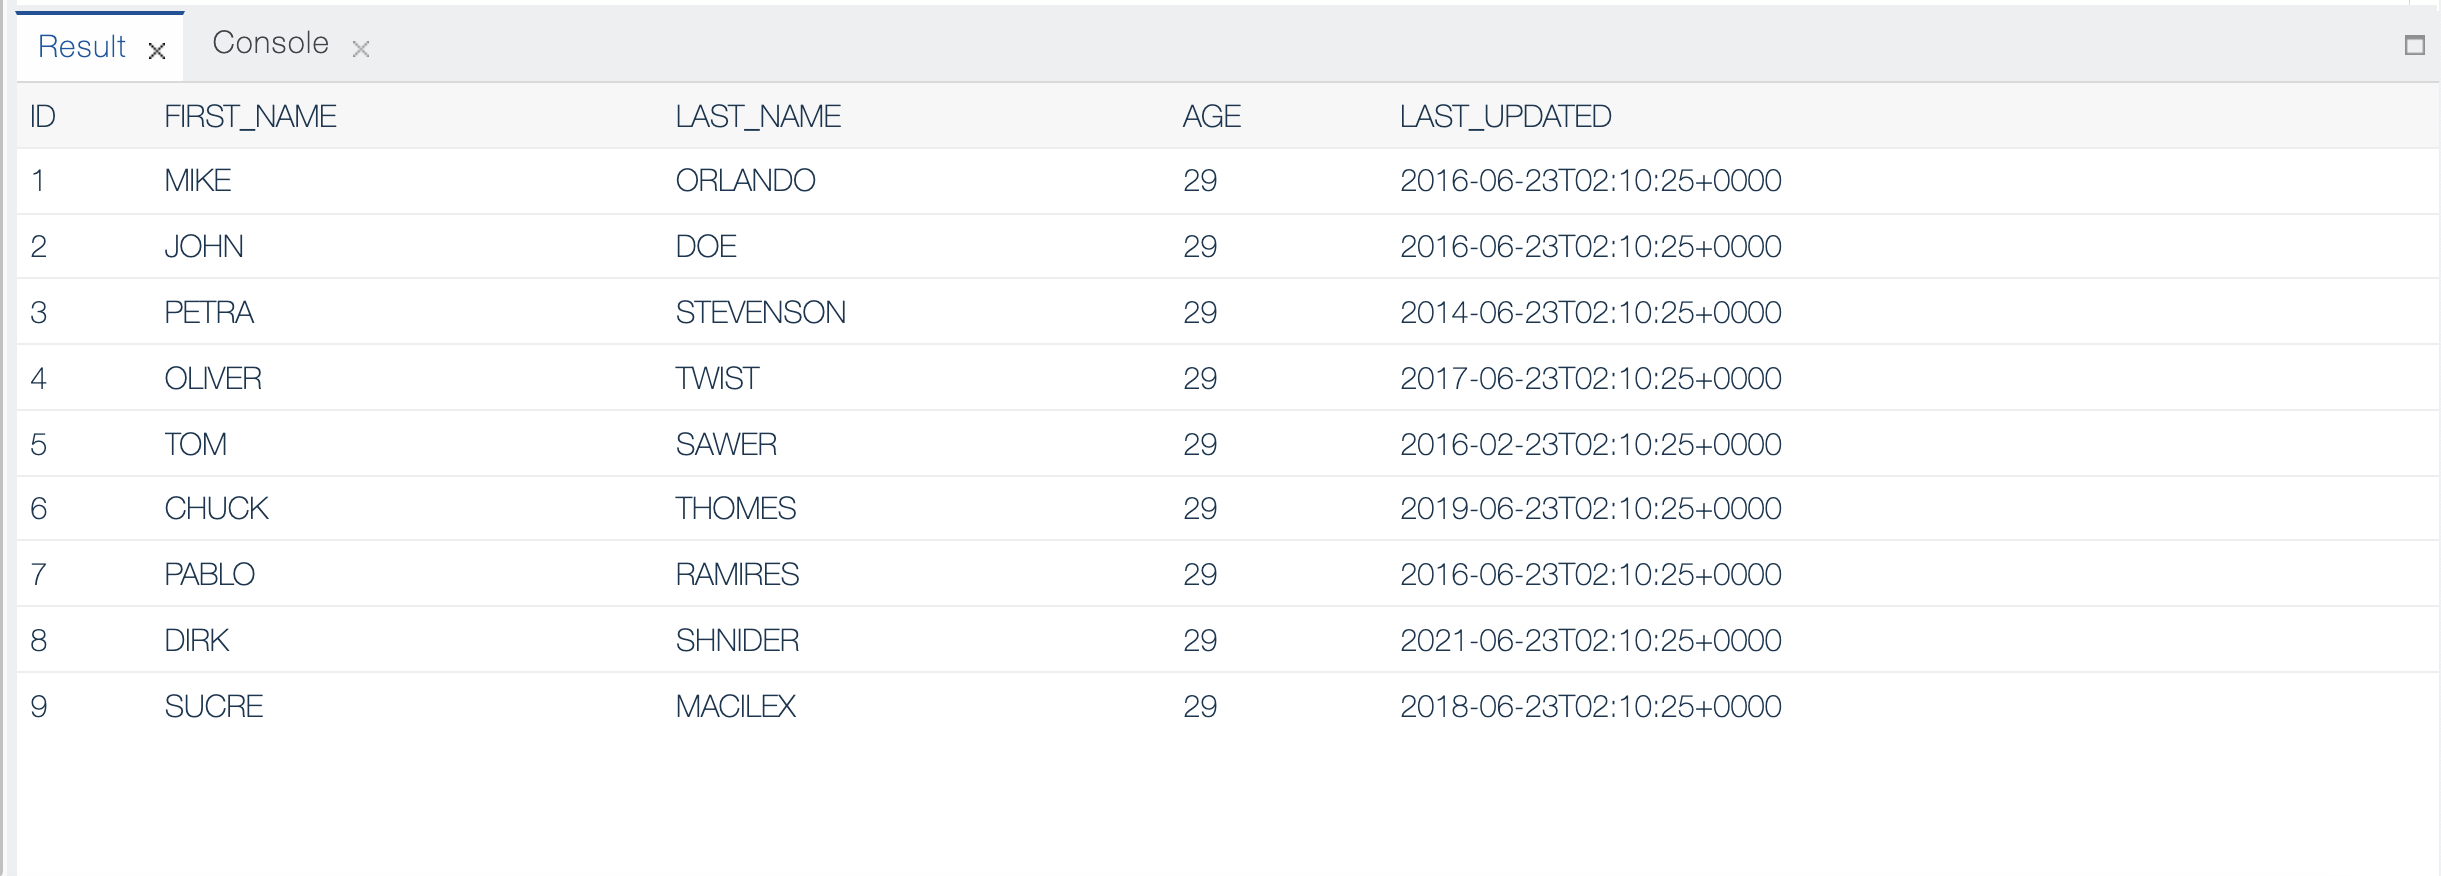 Result Console
ID FIRST_NAME LAST_NAME AGE LAST_UPDATED
1 MIKE ORLANDO 29 2016-06-23T02:10:25+0000
2 JOHN DOE 29 2016-06-23T02:10:25+0000
3 PETRA STEVENSON 29 2014-06-23T02:10:25+0000
4 OLIVER TWIST 29 2017-06-23T02:10:25+0000
5 TOM SAWER 29 2016-02-23T02:10:25+0000
6 CHUCK THOMES 29 2019-06-23T02:10:25+0000
7 PABLO RAMIRES 29 2016-06-23T02:10:25+0000
8 DIRK SHNIDER 29 2021-06-23T02:10:25+0000
9 SUCRE MACILEX 29 2018-06-23T02:10:25+0000